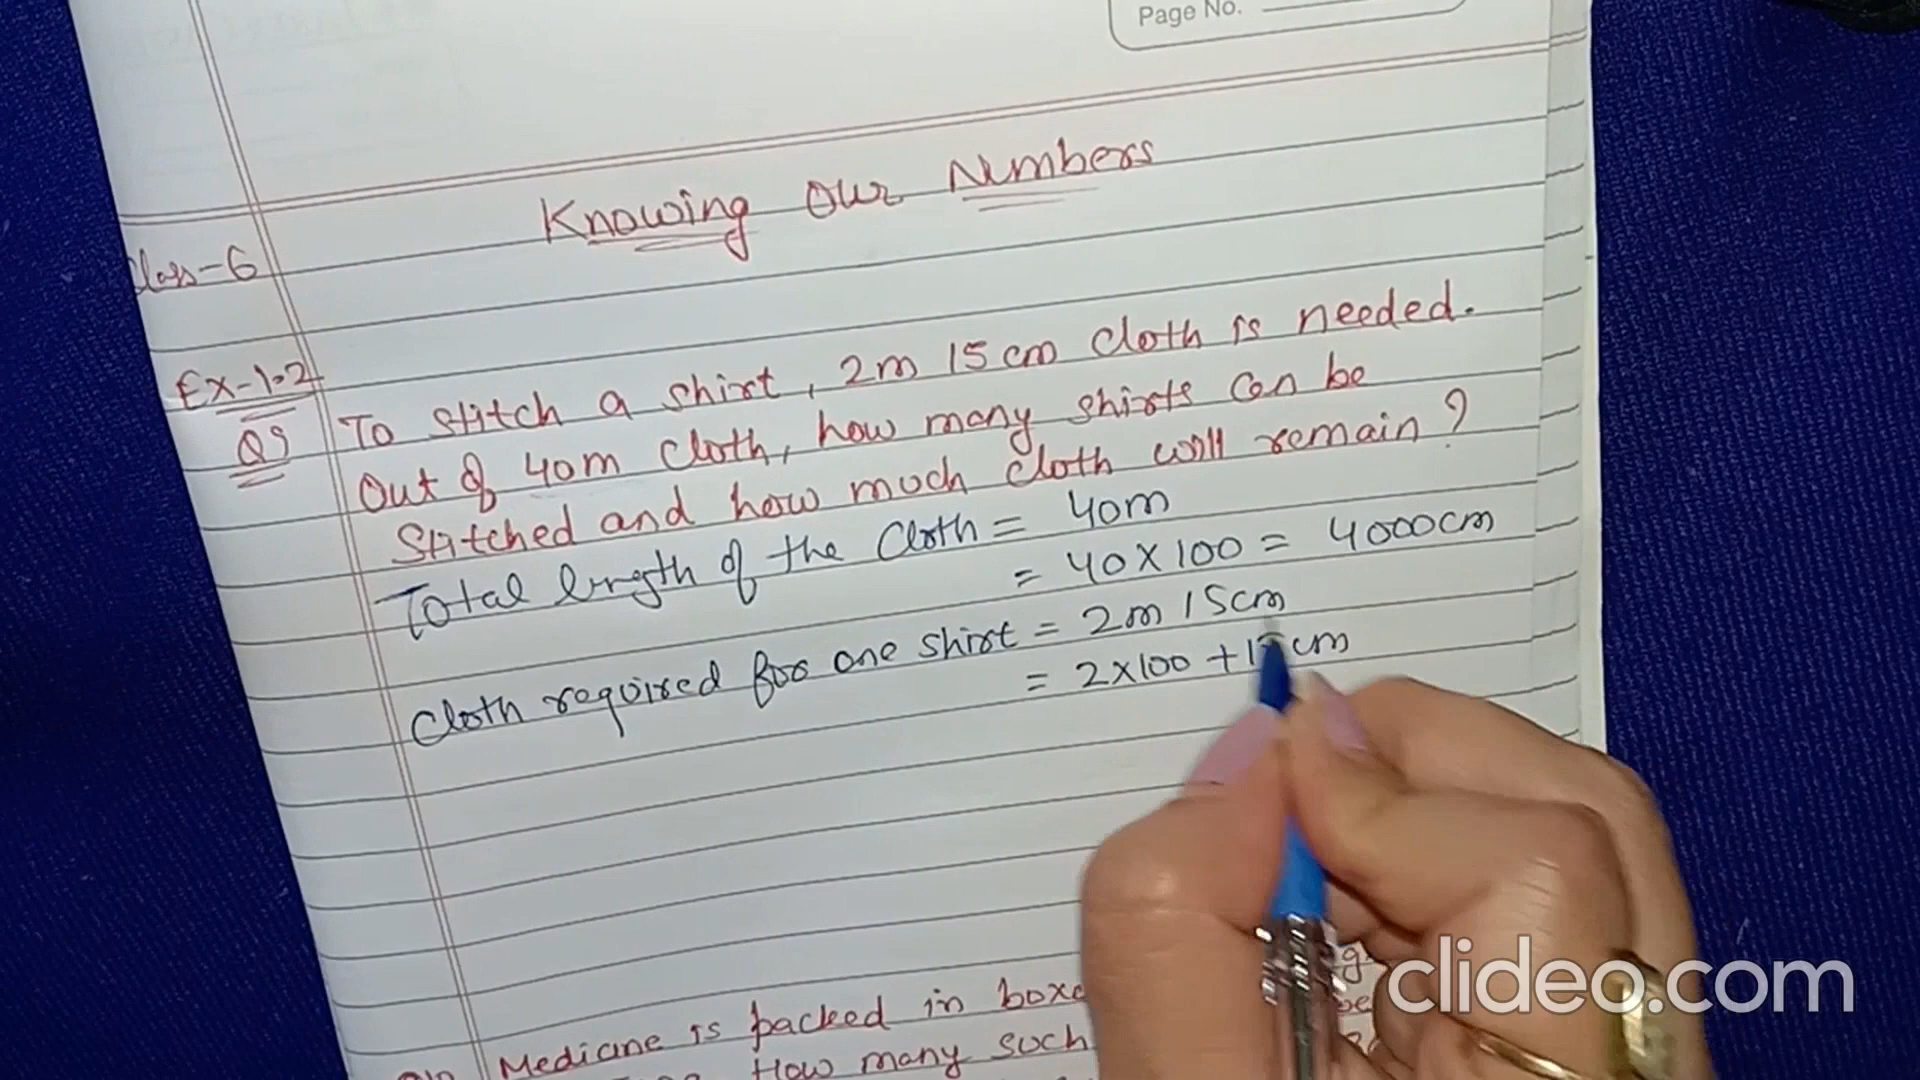 Page No.
Knowing Our Numbers
Class-6
Ex-1.2
Q9 To stitch a shirt, 2m 15cm cloth is needed.
Out of 40m cloth, how many shirts can be
Stitched and how much cloth will remain?
Total length of the cloth = 40m
= 40×100 = 4000cm
Cloth required for one shirt = 2m 15cm
= 2×100 + 15cm
clideo.com
Medicine is packed in
How many such